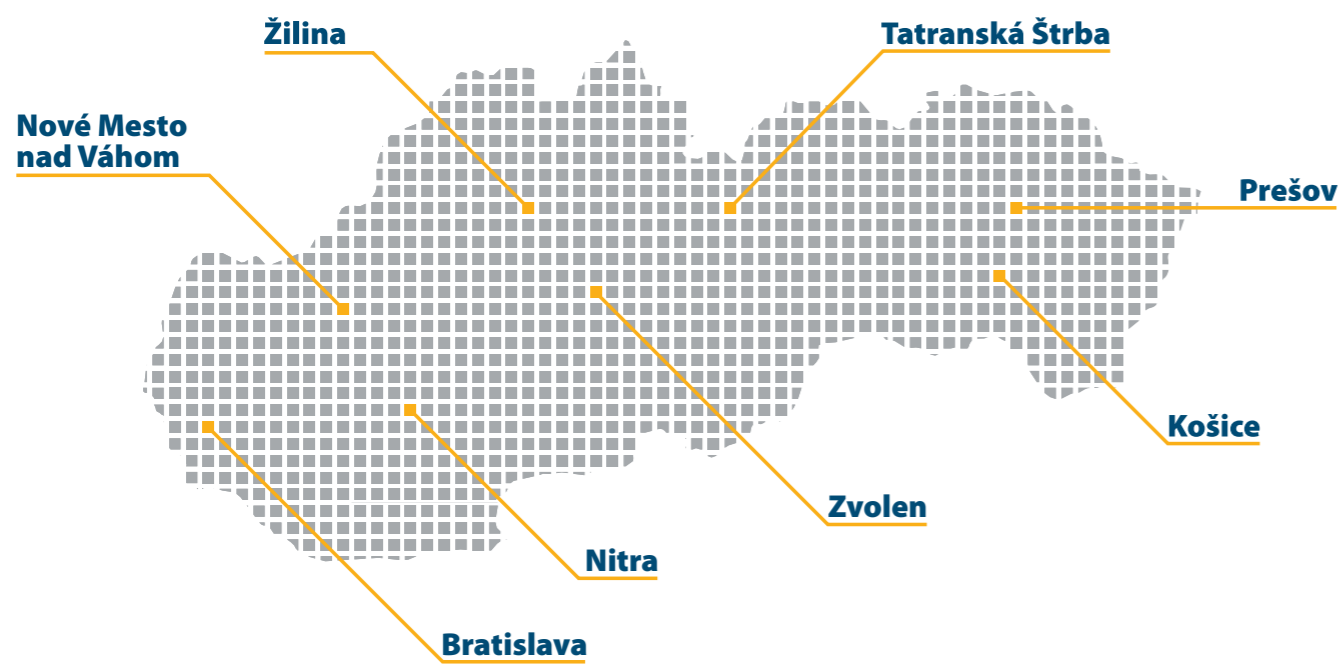 Žilina
Tatranská Štrba
Nové Mesto
nad Váhom
Prešov
Košice
Zvolen
Nitra
Bratislava